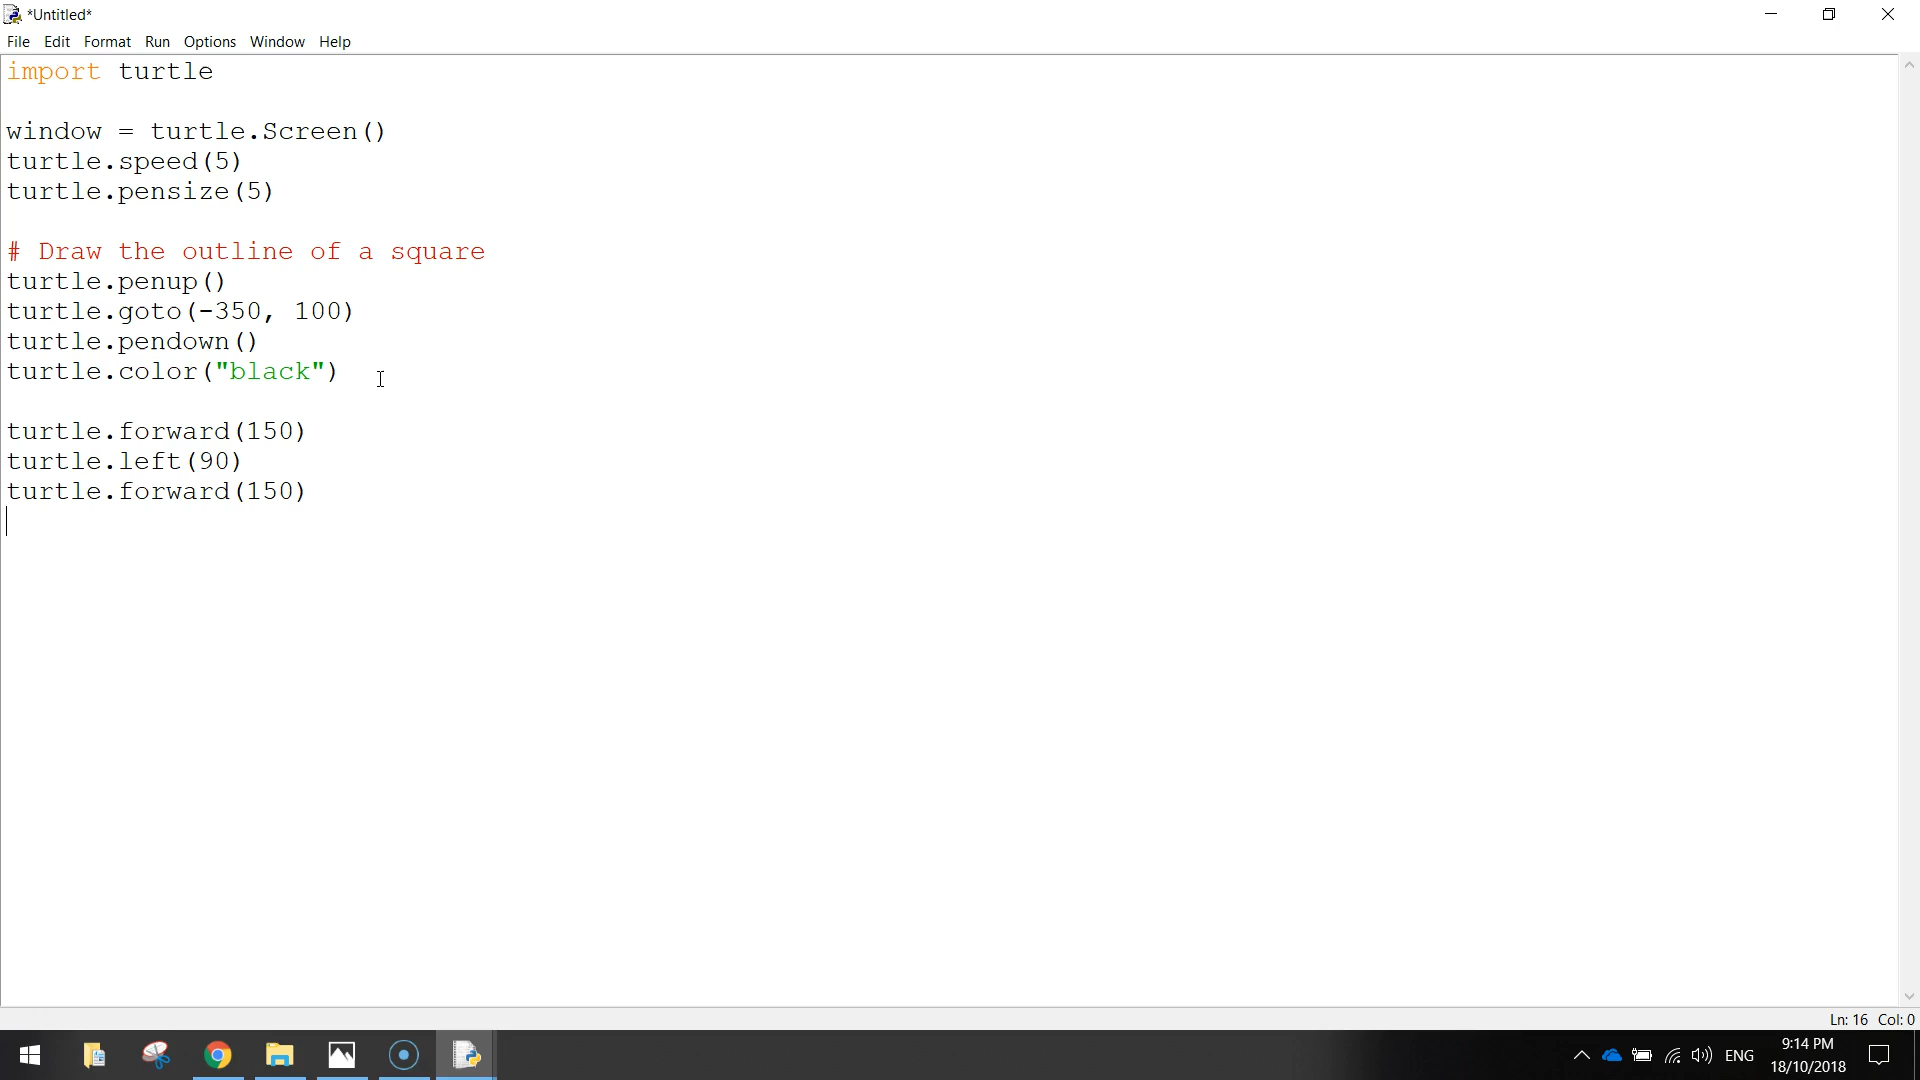 *Untitled*
File Edit Format Run Options Window Help
import turtle
window = turtle.Screen()
turtle.speed(5)
turtle.pensize(5)
# Draw the outline of a square
turtle.penup()
turtle.goto(-350, 100)
turtle.pendown()
turtle.color("black")
turtle.forward(150)
turtle.left(90)
turtle.forward(150)
Ln: 16 Col: 0
ENG
9:14 PM
18/10/2018